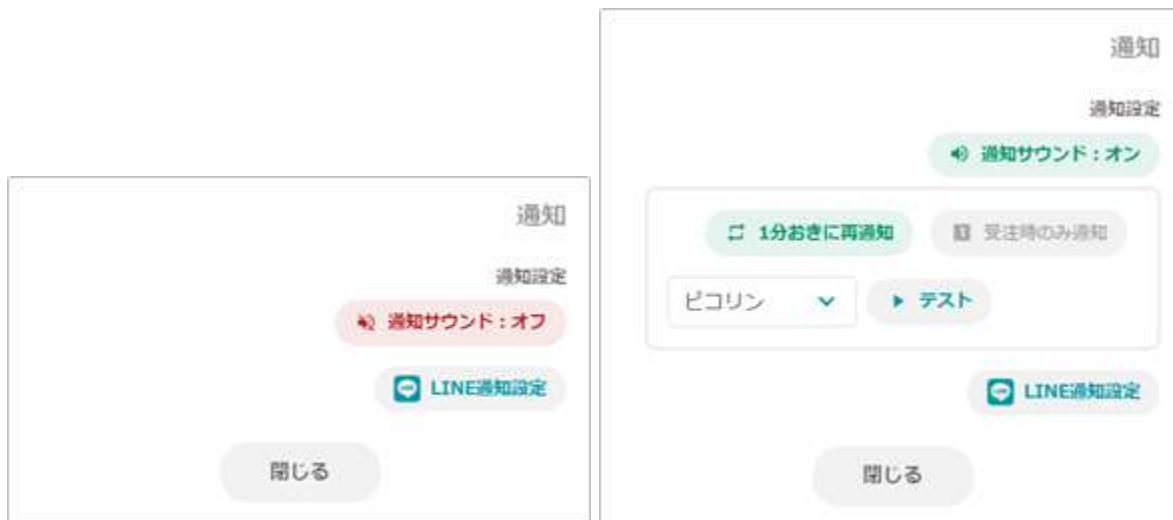 通知
通知設定
通知サウンド：オフ
LINE通知設定
閉じる
通知
通知設定
通知サウンド：オン
1分おきに再通知
受注時のみ通知
ピコリン
テスト
LINE通知設定
閉じる